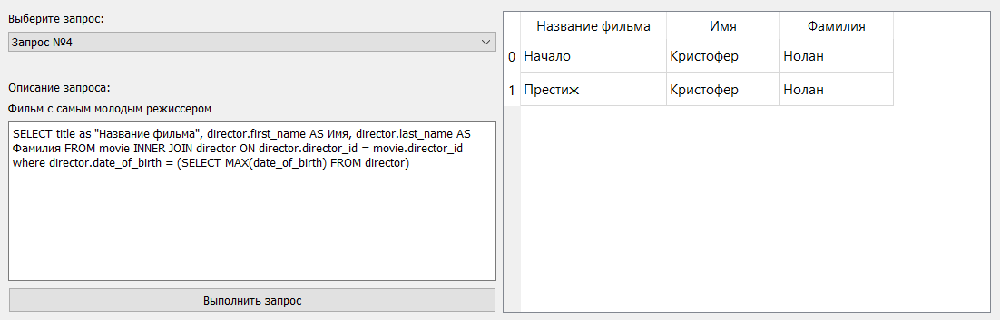 Выберите запрос:
Запрос №4
Описание запроса:
Фильм с самым молодым режиссером
SELECT title as "Название фильма", director.first_name AS Имя, director.last_name AS
Фамилия FROM movie INNER JOIN director ON director.director_id = movie.director_id
where director.date_of_birth = (SELECT MAX(date_of_birth) FROM director)
Выполнить запрос
Название фильма Имя Фамилия
0 Начало Кристофер Нолан
1 Престиж Кристофер Нолан